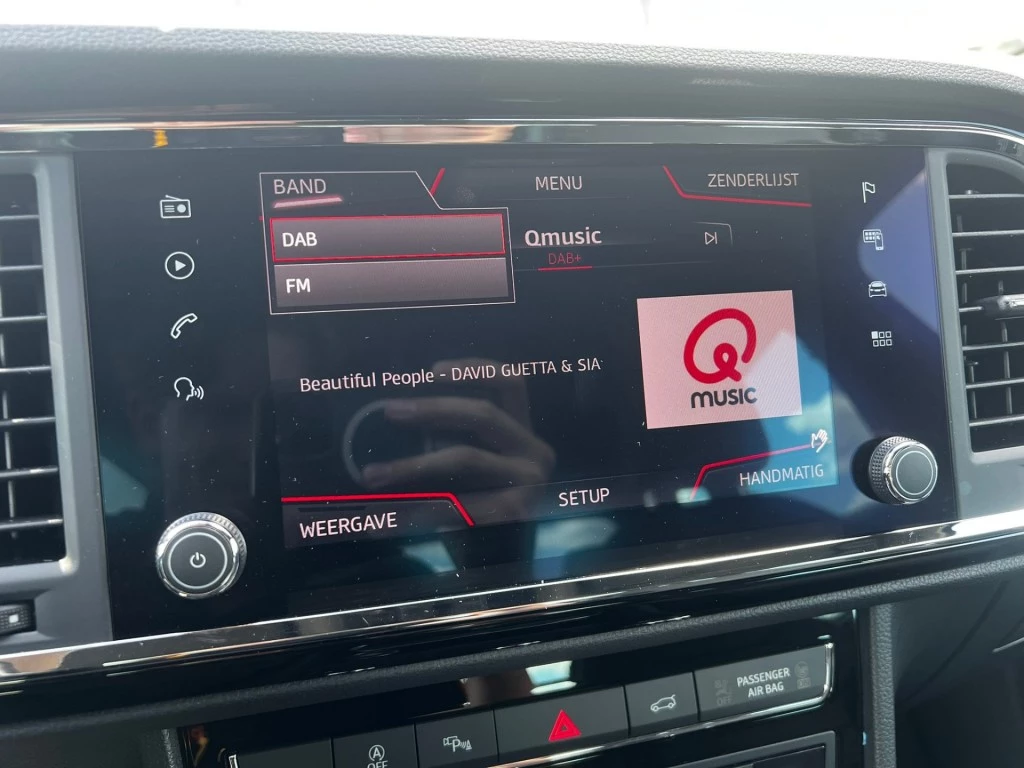 BAND
MENU
ZENDERLIJST
DAB
Qmusic
DAB+
FM
Beautiful People - DAVID GUETTA & SIA
Q
MUSIC
WEERGAVE
SETUP
HANDMATIG
PASSENGER
AIR BAG
A
OFF
P